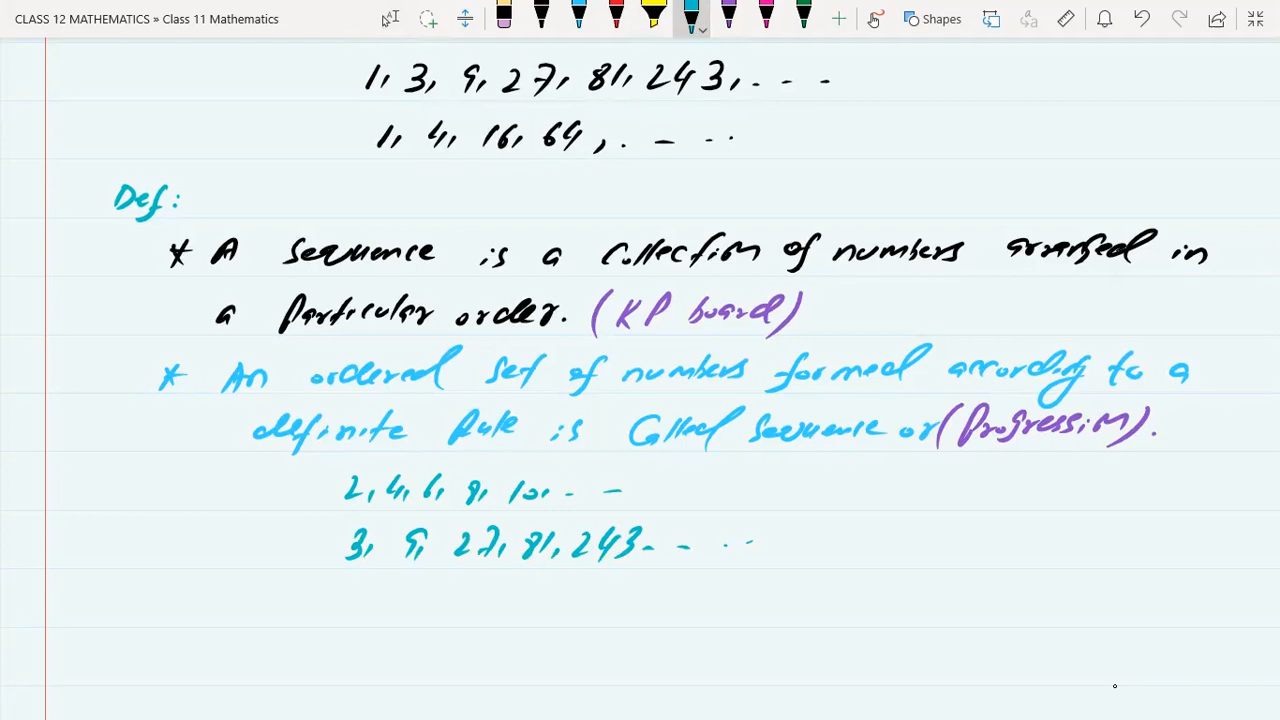 CLASS 12 MATHEMATICS » Class 11 Mathematics
Shapes
1, 3, 9, 27, 81, 243, . - - -
1, 4, 16, 64, . - - .
Def:
* A sequence is a collection of numbers arranged in
a particular order. (KP board)
* An ordered set of numbers formed according to a
definite Rule is Called sequence or (Progression).
2, 4, 6, 8, 10, - -
3, 9, 27, 81, 243 - - - -